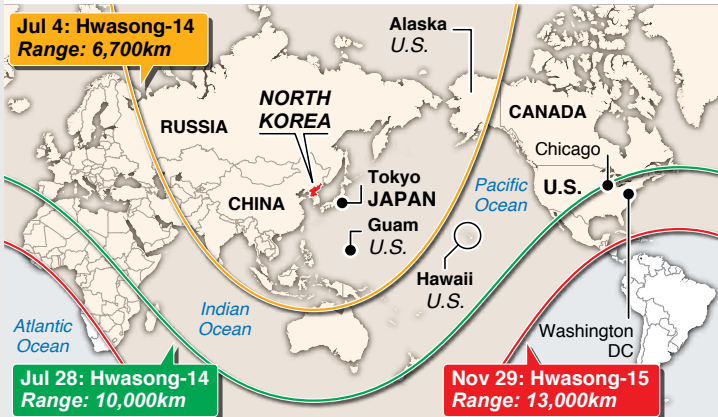 Jul 4: Hwasong-14
Range: 6,700km
Alaska
U.S.
NORTH
KOREA
RUSSIA
CANADA
Chicago
Tokyo
JAPAN
Pacific
Ocean
U.S.
CHINA
Guam
U.S.
Hawaii
U.S.
Indian
Ocean
Atlantic
Ocean
Washington
DC
Jul 28: Hwasong-14
Range: 10,000km
Nov 29: Hwasong-15
Range: 13,000km